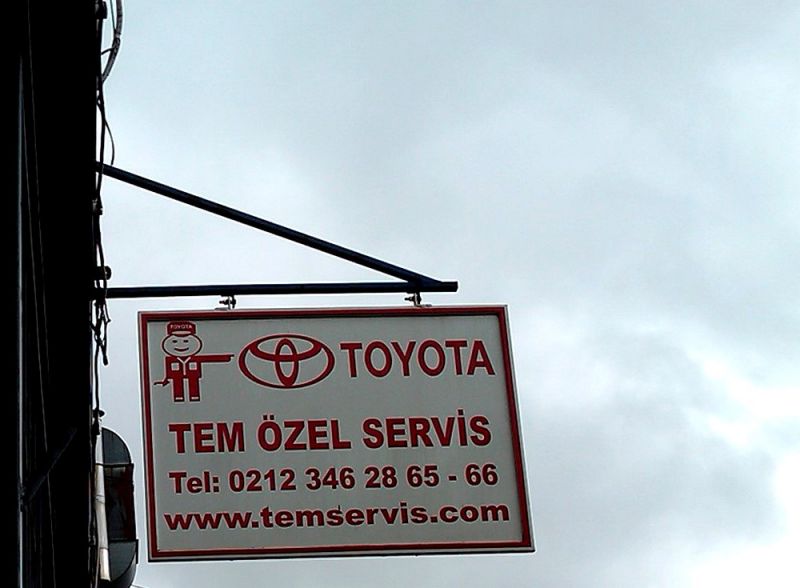 TOYOTA
TOYOTA
TEM ÖZEL SERVİS
Tel: 0212 346 28 65 - 66
www.temservis.com